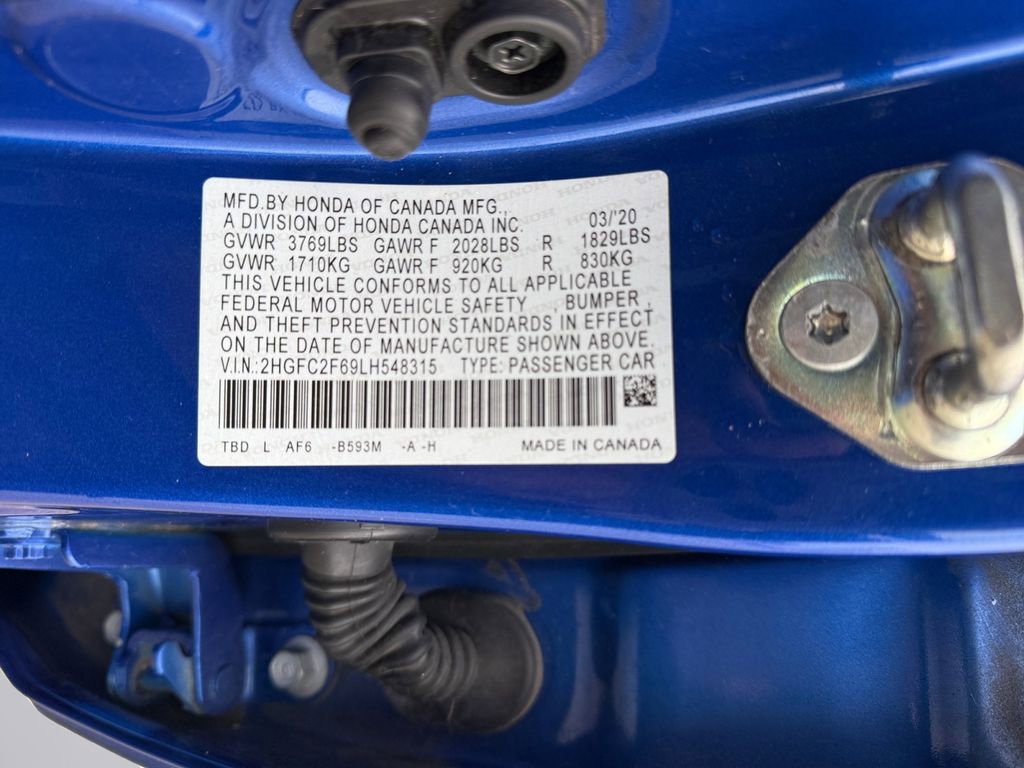 MFD.BY HONDA OF CANADA MFG.,
A DIVISION OF HONDA CANADA INC. 03/'20
GVWR 3769LBS GAWR F 2028LBS R 1829LBS
GVWR 1710KG GAWR F 920KG R 830KG
THIS VEHICLE CONFORMS TO ALL APPLICABLE
FEDERAL MOTOR VEHICLE SAFETY , BUMPER ,
AND THEFT PREVENTION STANDARDS IN EFFECT
ON THE DATE OF MANUFACTURE SHOWN ABOVE.
V.I.N.:2HGFC2F69LH548315 TYPE: PASSENGER CAR
TBD L AF6 -B593M -A -H MADE IN CANADA